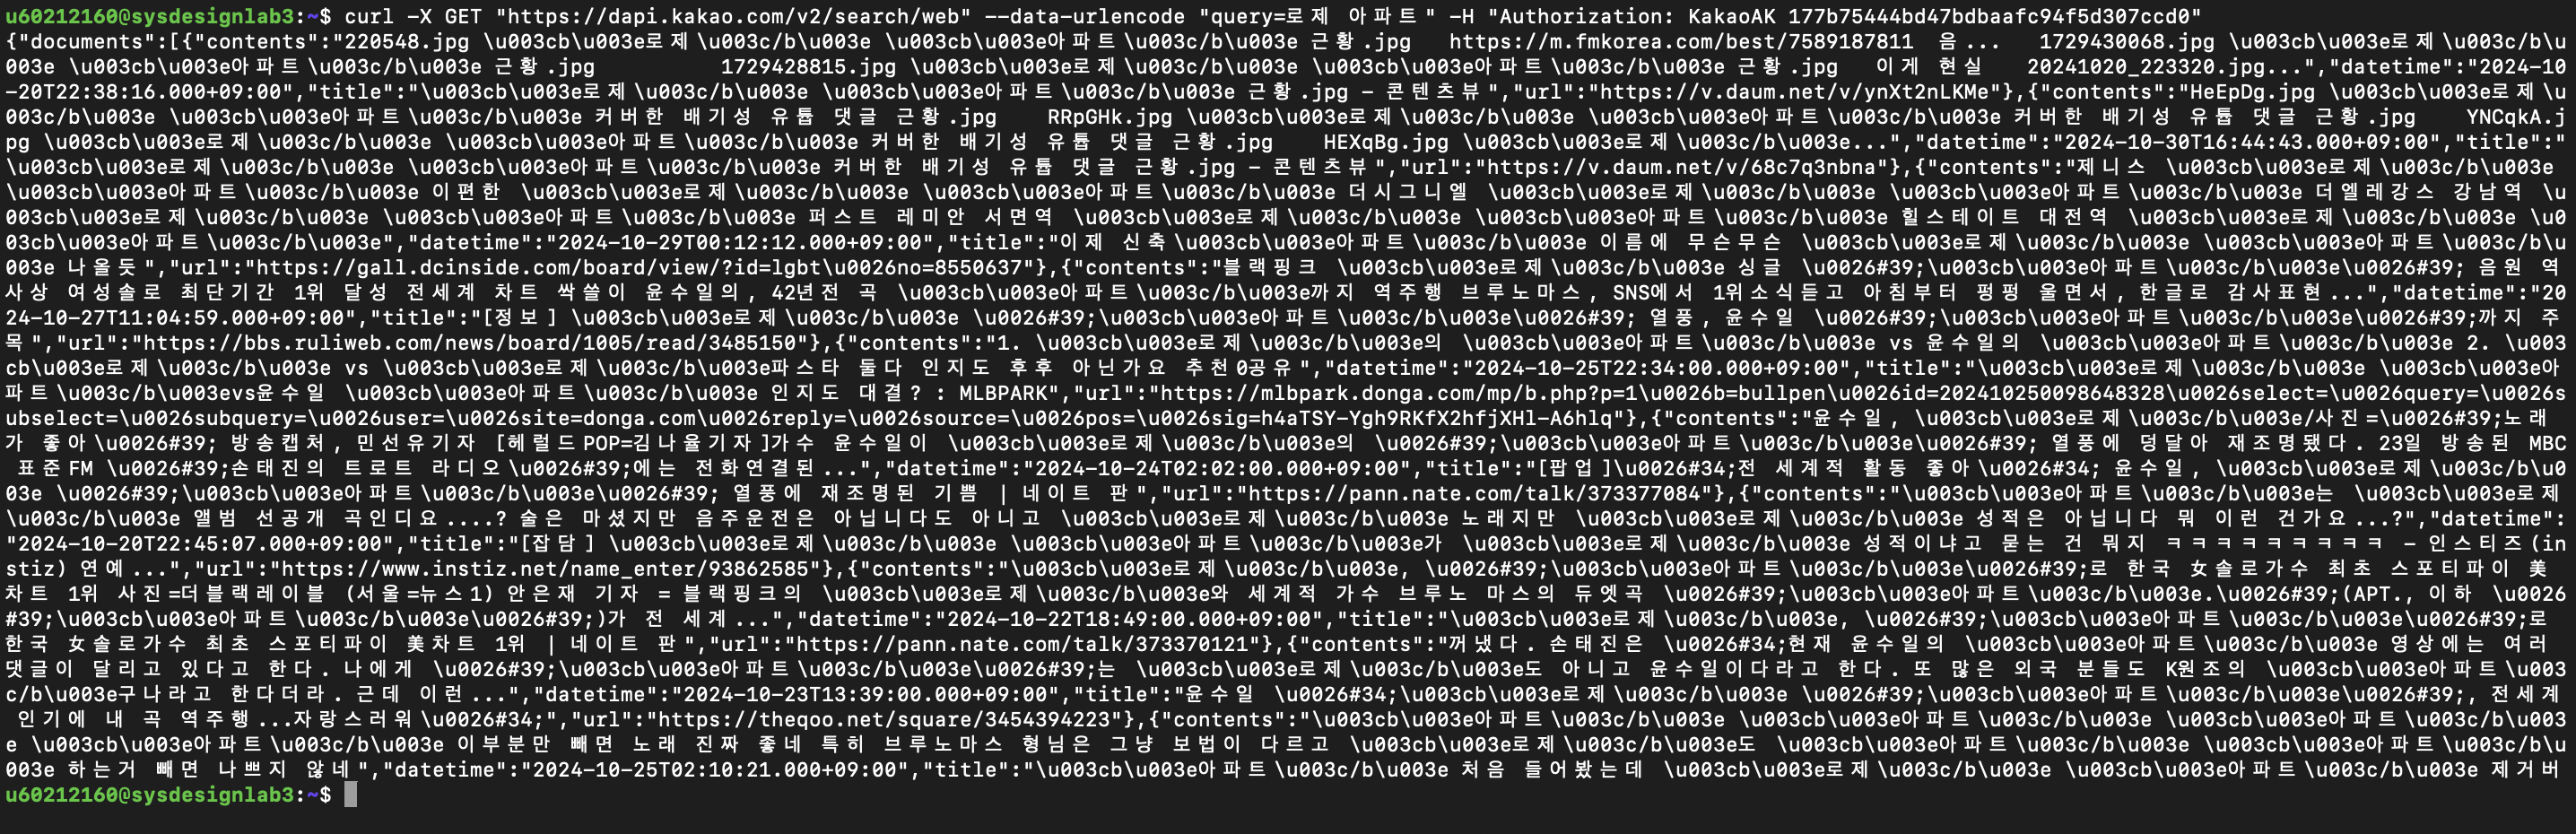 u60212160@sysdesignlab3:~$ curl -X GET "https://dapi.kakao.com/v2/search/web" --data-urlencode "query=로제 아파트" -H "Authorization: KakaoAK 177b75444bd47bdbaafc94f5d307ccd0"
{"documents":[{"contents":"220548.jpg \u003cb\u003e로제\u003c/b\u003e \u003cb\u003e아파트\u003c/b\u003e 근황.jpg   https://m.fmkorea.com/best/7589187811  음...   1729430068.jpg \u003cb\u003e로제\u003c/b\u
003e \u003cb\u003e아파트\u003c/b\u003e 근황.jpg          1729428815.jpg \u003cb\u003e로제\u003c/b\u003e \u003cb\u003e아파트\u003c/b\u003e 근황.jpg   이게 현실   20241020_223320.jpg...","datetime":"2024-10
-20T22:38:16.000+09:00","title":"\u003cb\u003e로제\u003c/b\u003e \u003cb\u003e아파트\u003c/b\u003e 근황.jpg - 콘텐츠뷰","url":"https://v.daum.net/v/ynXt2nLKMe"},{"contents":"HeEpDg.jpg \u003cb\u003e로제\u0
03c/b\u003e \u003cb\u003e아파트\u003c/b\u003e 커버한 배기성 유튭 댓글 근황.jpg    RRpGHk.jpg \u003cb\u003e로제\u003c/b\u003e \u003cb\u003e아파트\u003c/b\u003e 커버한 배기성 유튭 댓글 근황.jpg    YNCqkA.j
pg \u003cb\u003e로제\u003c/b\u003e \u003cb\u003e아파트\u003c/b\u003e 커버한 배기성 유튭 댓글 근황.jpg    HEXqBg.jpg \u003cb\u003e로제\u003c/b\u003e...","datetime":"2024-10-30T16:44:43.000+09:00","title":"
\u003cb\u003e로제\u003c/b\u003e \u003cb\u003e아파트\u003c/b\u003e 커버한 배기성 유튭 댓글 근황.jpg - 콘텐츠뷰","url":"https://v.daum.net/v/68c7q3nbna"},{"contents":"제니스 \u003cb\u003e로제\u003c/b\u003e
\u003cb\u003e아파트\u003c/b\u003e 이편한 \u003cb\u003e로제\u003c/b\u003e \u003cb\u003e아파트\u003c/b\u003e 더시그니엘 \u003cb\u003e로제\u003c/b\u003e \u003cb\u003e아파트\u003c/b\u003e 더엘레강스 강남역 \u
003cb\u003e로제\u003c/b\u003e \u003cb\u003e아파트\u003c/b\u003e 퍼스트 레미안 서면역 \u003cb\u003e로제\u003c/b\u003e \u003cb\u003e아파트\u003c/b\u003e 힐스테이트 대전역 \u003cb\u003e로제\u003c/b\u003e \u0
03cb\u003e아파트\u003c/b\u003e","datetime":"2024-10-29T00:12:12.000+09:00","title":"이제 신축\u003cb\u003e아파트\u003c/b\u003e 이름에 무슨무슨 \u003cb\u003e로제\u003c/b\u003e \u003cb\u003e아파트\u003c/b\u
003e 나올듯","url":"https://gall.dcinside.com/board/view/?id=lgbt\u0026no=8550637"},{"contents":"블랙핑크 \u003cb\u003e로제\u003c/b\u003e 싱글 \u0026#39;\u003cb\u003e아파트\u003c/b\u003e\u0026#39; 음원 역
사상 여성솔로 최단기간 1위 달성 전세계 차트 싹쓸이 윤수일의, 42년전 곡 \u003cb\u003e아파트\u003c/b\u003e까지 역주행 브루노마스, SNS에서 1위소식듣고 아침부터 펑펑 울면서, 한글로 감사표현...","datetime":"20
24-10-27T11:04:59.000+09:00","title":"[정보] \u003cb\u003e로제\u003c/b\u003e \u0026#39;\u003cb\u003e아파트\u003c/b\u003e\u0026#39; 열풍, 윤수일 \u0026#39;\u003cb\u003e아파트\u003c/b\u003e\u0026#39;까지 주
목","url":"https://bbs.ruliweb.com/news/board/1005/read/3485150"},{"contents":"1. \u003cb\u003e로제\u003c/b\u003e의 \u003cb\u003e아파트\u003c/b\u003e vs 윤수일의 \u003cb\u003e아파트\u003c/b\u003e 2. \u003
cb\u003e로제\u003c/b\u003e vs \u003cb\u003e로제\u003c/b\u003e파스타 둘다 인지도 후후 아닌가요 추천0공유","datetime":"2024-10-25T22:34:00.000+09:00","title":"\u003cb\u003e로제\u003c/b\u003e \u003cb\u003e아
파트\u003c/b\u003evs윤수일 \u003cb\u003e아파트\u003c/b\u003e 인지도 대결? : MLBPARK","url":"https://mlbpark.donga.com/mp/b.php?p=1\u0026b=bullpen\u0026id=202410250098648328\u0026select=\u0026query=\u0026s
ubselect=\u0026subquery=\u0026user=\u0026site=donga.com\u0026reply=\u0026source=\u0026pos=\u0026sig=h4aTSY-Ygh9RKfX2hfjXHl-A6hlq"},{"contents":"윤수일, \u003cb\u003e로제\u003c/b\u003e/사진=\u0026#39;노래
가 좋아\u0026#39; 방송캡처, 민선유기자 [헤럴드POP=김나율기자]가수 윤수일이 \u003cb\u003e로제\u003c/b\u003e의 \u0026#39;\u003cb\u003e아파트\u003c/b\u003e\u0026#39; 열풍에 덩달아 재조명됐다. 23일 방송된 MBC
표준FM \u0026#39;손태진의 트로트 라디오\u0026#39;에는 전화연결된...","datetime":"2024-10-24T02:02:00.000+09:00","title":"[팝업]\u0026#34;전 세계적 활동 좋아\u0026#34; 윤수일, \u003cb\u003e로제\u003c/b\u0
03e \u0026#39;\u003cb\u003e아파트\u003c/b\u003e\u0026#39; 열풍에 재조명된 기쁨 | 네이트 판","url":"https://pann.nate.com/talk/373377084"},{"contents":"\u003cb\u003e아파트\u003c/b\u003e는 \u003cb\u003e로제
\u003c/b\u003e 앨범 선공개 곡인디요....? 술은 마셨지만 음주운전은 아닙니다도 아니고 \u003cb\u003e로제\u003c/b\u003e 노래지만 \u003cb\u003e로제\u003c/b\u003e 성적은 아닙니다 뭐 이런 건가요...?","datetime":
"2024-10-20T22:45:07.000+09:00","title":"[잡담] \u003cb\u003e로제\u003c/b\u003e \u003cb\u003e아파트\u003c/b\u003e가 \u003cb\u003e로제\u003c/b\u003e 성적이냐고 묻는 건 뭐지 ㅋㅋㅋㅋㅋㅋㅋㅋㅋ - 인스티즈(in
stiz) 연예...","url":"https://www.instiz.net/name_enter/93862585"},{"contents":"\u003cb\u003e로제\u003c/b\u003e, \u0026#39;\u003cb\u003e아파트\u003c/b\u003e\u0026#39;로 한국 女솔로가수 최초 스포티파이 美
차트 1위 사진=더블랙레이블 (서울=뉴스1) 안은재 기자 = 블랙핑크의 \u003cb\u003e로제\u003c/b\u003e와 세계적 가수 브루노 마스의 듀엣곡 \u0026#39;\u003cb\u003e아파트\u003c/b\u003e.\u0026#39;(APT., 이하 \u0026
#39;\u003cb\u003e아파트\u003c/b\u003e\u0026#39;)가 전 세계...","datetime":"2024-10-22T18:49:00.000+09:00","title":"\u003cb\u003e로제\u003c/b\u003e, \u0026#39;\u003cb\u003e아파트\u003c/b\u003e\u0026#39;로
한국 女솔로가수 최초 스포티파이 美차트 1위 | 네이트 판","url":"https://pann.nate.com/talk/373370121"},{"contents":"꺼냈다. 손태진은 \u0026#34;현재 윤수일의 \u003cb\u003e아파트\u003c/b\u003e 영상에는 여러
댓글이 달리고 있다고 한다. 나에게 \u0026#39;\u003cb\u003e아파트\u003c/b\u003e\u0026#39;는 \u003cb\u003e로제\u003c/b\u003e도 아니고 윤수일이다라고 한다. 또 많은 외국 분들도 K원조의 \u003cb\u003e아파트\u003
c/b\u003e구나라고 한다더라. 근데 이런...","datetime":"2024-10-23T13:39:00.000+09:00","title":"윤수일 \u0026#34;\u003cb\u003e로제\u003c/b\u003e \u0026#39;\u003cb\u003e아파트\u003c/b\u003e\u0026#39;, 전세계
인기에 내 곡 역주행...자랑스러워\u0026#34;","url":"https://theqoo.net/square/3454394223"},{"contents":"\u003cb\u003e아파트\u003c/b\u003e \u003cb\u003e아파트\u003c/b\u003e \u003cb\u003e아파트\u003c/b\u003
e \u003cb\u003e아파트\u003c/b\u003e 이부분만 빼면 노래 진짜 좋네 특히 브루노마스 형님은 그냥 보법이 다르고 \u003cb\u003e로제\u003c/b\u003e도 \u003cb\u003e아파트\u003c/b\u003e \u003cb\u003e아파트\u003c/b\u
003e 하는거 빼면 나쁘지 않네","datetime":"2024-10-25T02:10:21.000+09:00","title":"\u003cb\u003e아파트\u003c/b\u003e 처음 들어봤는데 \u003cb\u003e로제\u003c/b\u003e \u003cb\u003e아파트\u003c/b\u003e 제거버
u60212160@sysdesignlab3:~$